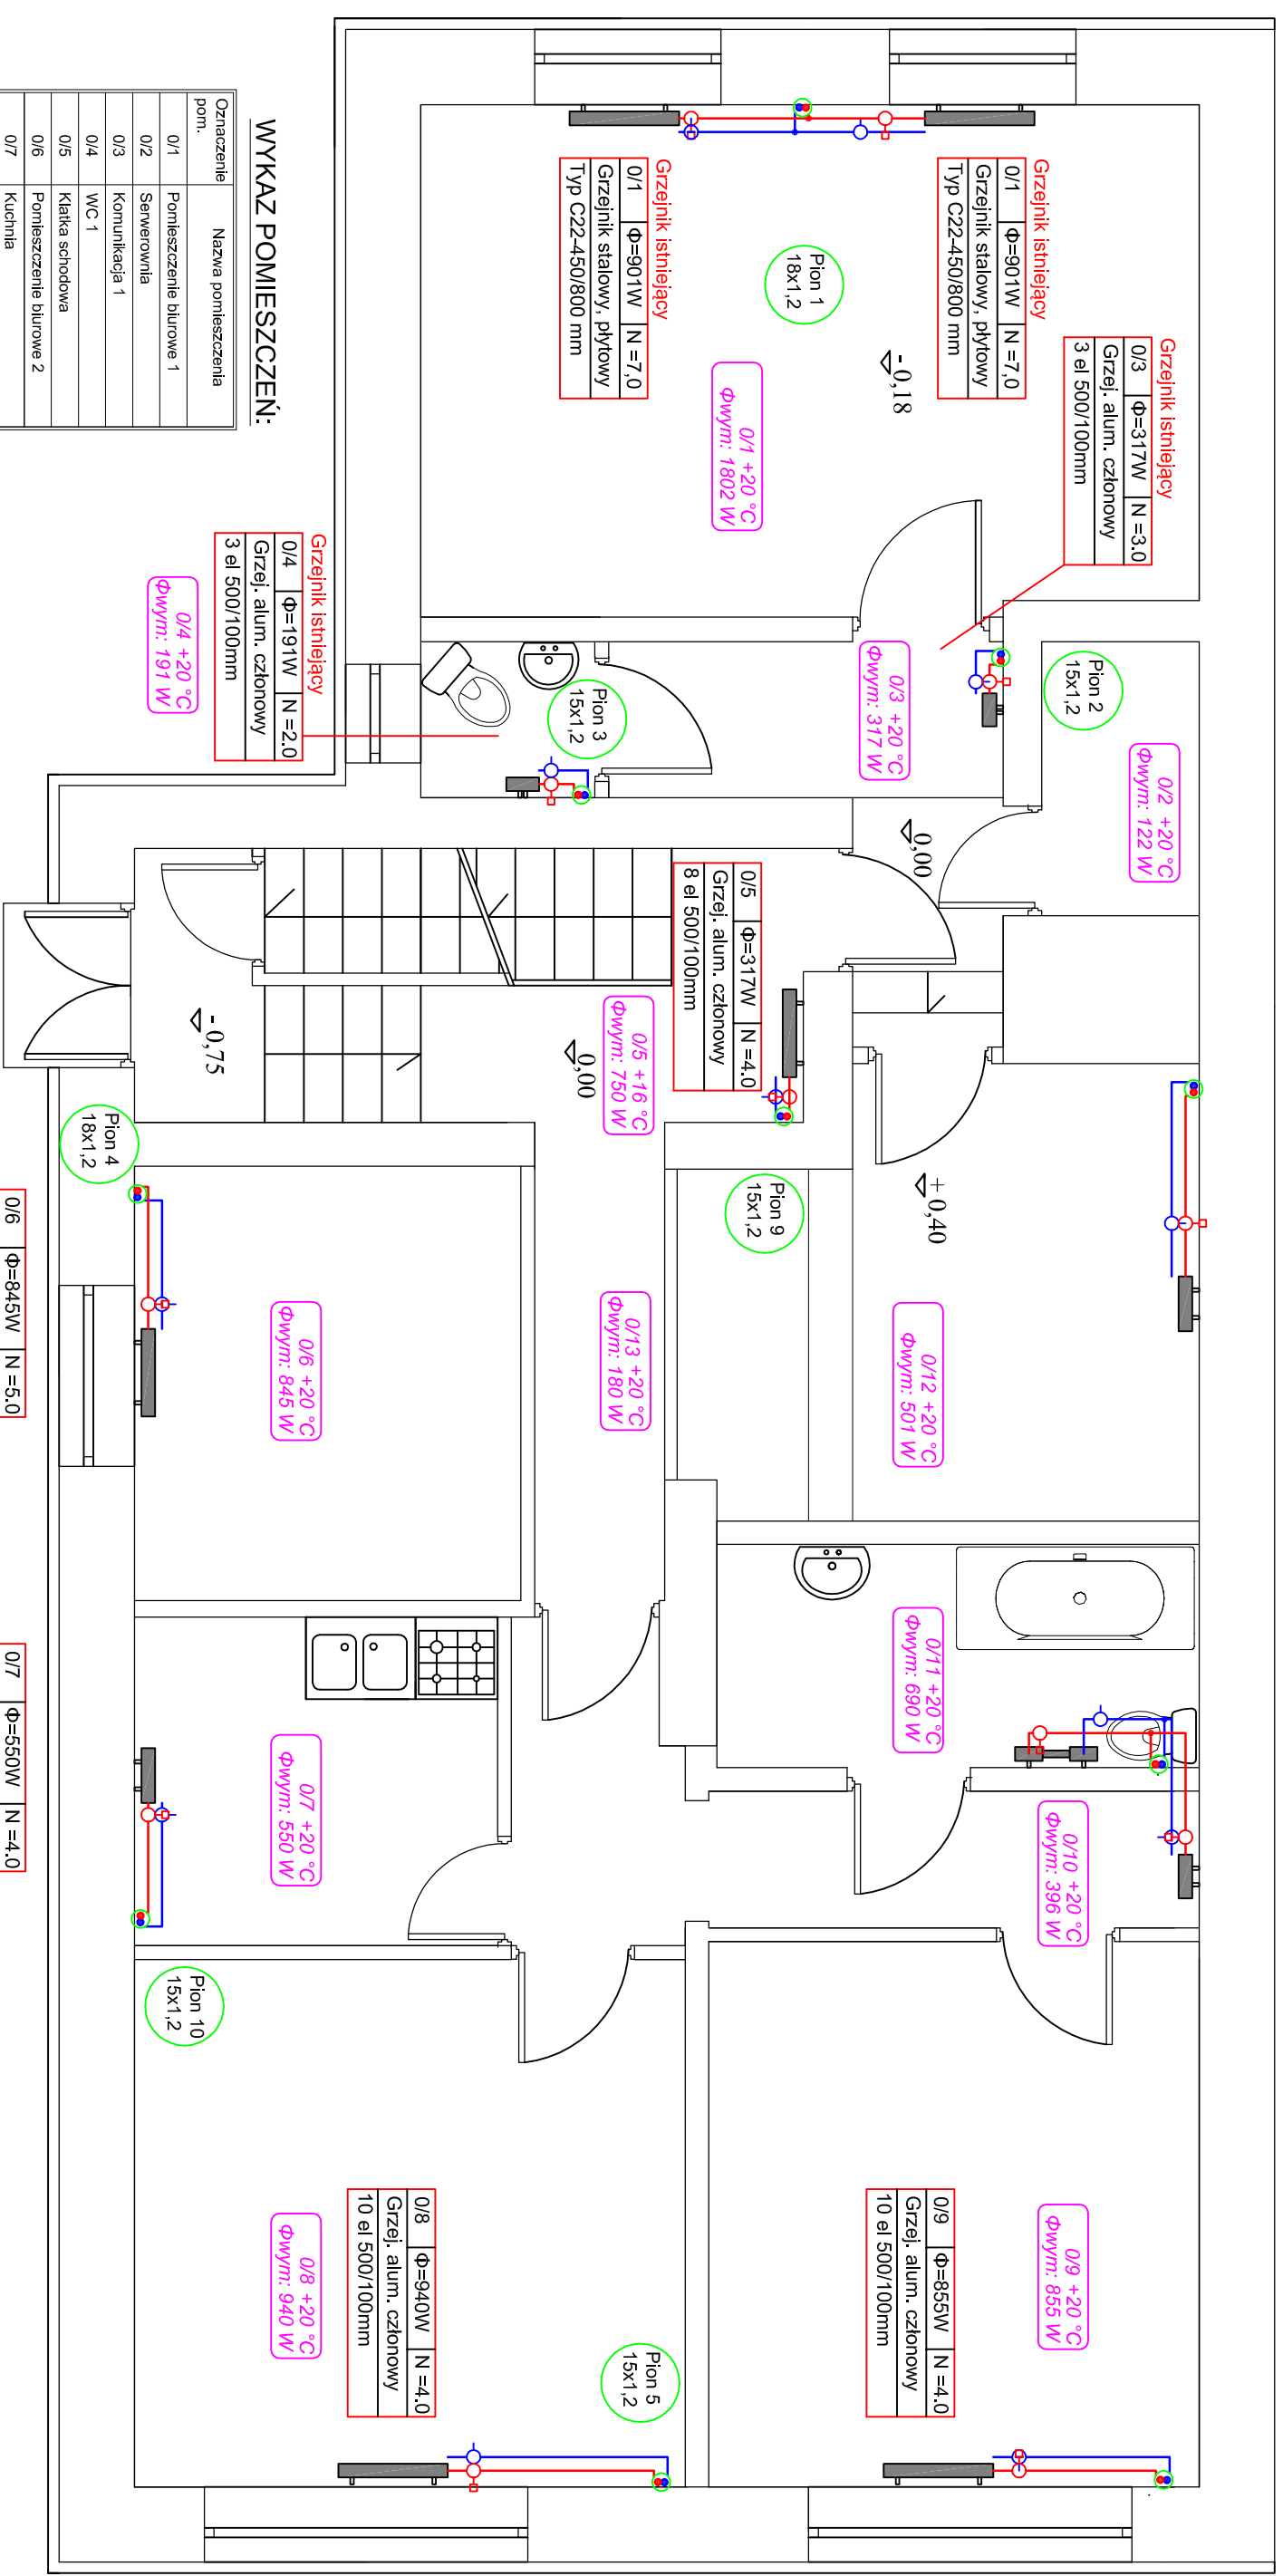 Grzejnik istniejący
0/3 Φ=317W N =3.0
Grzej. alum. członowy
3 el 500/100mm
Grzejnik istniejący
0/1 Φ=901W N =7,0
Grzejnik stalowy, płytowy
Typ C22-450/800 mm
Grzejnik istniejący
0/1 Φ=901W N =7,0
Grzejnik stalowy, płytowy
Typ C22-450/800 mm
Pion 1
18x1,2
-0,18
0/1 +20 °C
Φwym: 1802 W
Pion 2
15x1,2
0/2 +20 °C
Φwym: 122 W
0/3 +20 °C
Φwym: 317 W
0,00
Pion 3
15x1,2
Grzejnik istniejący
0/4 Φ=191W N =2.0
Grzej. alum. członowy
3 el 500/100mm
0/4 +20 °C
Φwym: 191 W
0/5 Φ=317W N =4.0
Grzej. alum. członowy
8 el 500/100mm
0/5 +16 °C
Φwym: 750 W
0,00
-0,75
Pion 4
18x1,2
+0,40
Pion 9
15x1,2
0/12 +20 °C
Φwym: 501 W
0/13 +20 °C
Φwym: 180 W
0/6 +20 °C
Φwym: 845 W
0/6 Φ=845W N =5.0
0/11 +20 °C
Φwym: 690 W
0/10 +20 °C
Φwym: 396 W
0/7 +20 °C
Φwym: 550 W
0/7 Φ=550W N =4.0
Pion 10
15x1,2
0/9 +20 °C
Φwym: 855 W
0/9 Φ=855W N =4.0
Grzej. alum. członowy
10 el 500/100mm
Pion 5
15x1,2
0/8 Φ=940W N =4.0
Grzej. alum. członowy
10 el 500/100mm
0/8 +20 °C
Φwym: 940 W
WYKAZ POMIESZCZEŃ:
Oznaczenie pom. Nazwa pomieszczenia
0/1 Pomieszczenie biurowe 1
0/2 Serwerownia
0/3 Komunikacja 1
0/4 WC 1
0/5 Klatka schodowa
0/6 Pomieszczenie biurowe 2
0/7 Kuchnia